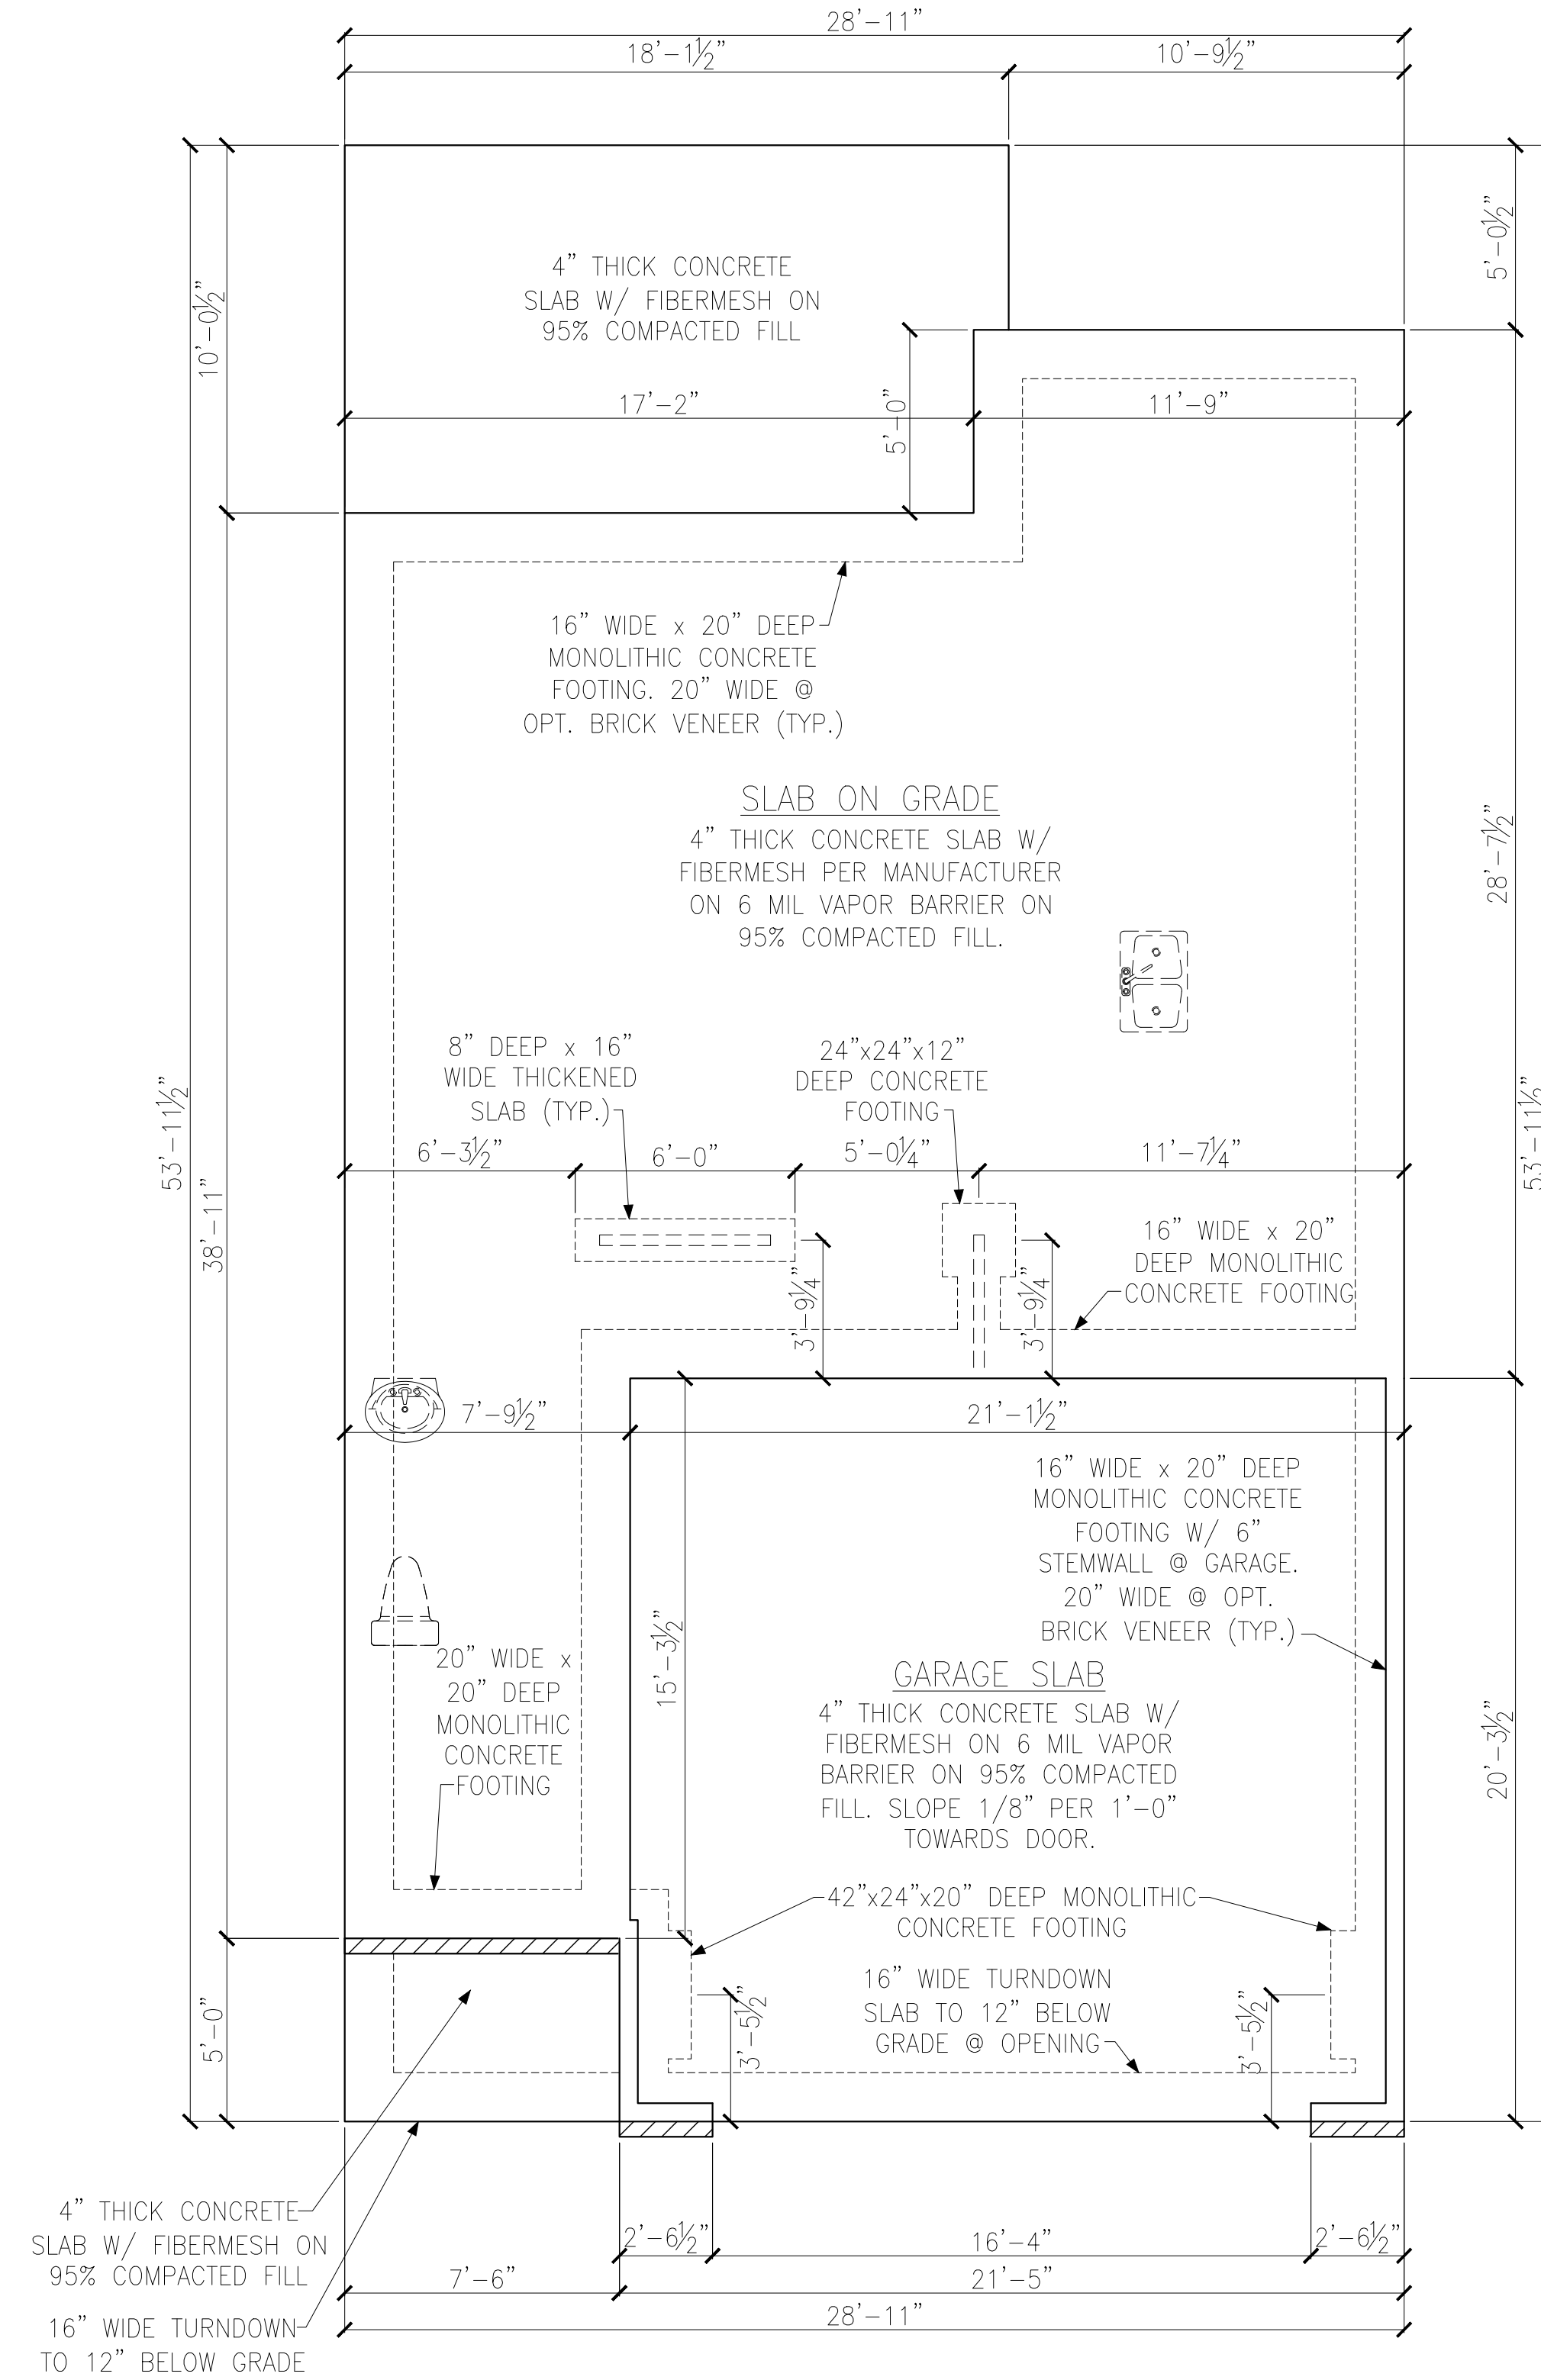 28'-11"
18'-1½"
10'-9½"
5'-0½"
10'-0½"
4" THICK CONCRETE
SLAB W/ FIBERMESH ON
95% COMPACTED FILL
17'-2"
5'-0"
11'-9"
16" WIDE x 20" DEEP
MONOLITHIC CONCRETE
FOOTING. 20" WIDE @
OPT. BRICK VENEER (TYP.)
SLAB ON GRADE
4" THICK CONCRETE SLAB W/
FIBERMESH PER MANUFACTURER
ON 6 MIL VAPOR BARRIER ON
95% COMPACTED FILL.
28'-7½"
8" DEEP x 16"
WIDE THICKENED
SLAB (TYP.)
24"x24"x12"
DEEP CONCRETE
FOOTING
53'-11½"
38'-11"
53'-11½"
6'-3½"
6'-0"
5'-0¼"
11'-7¼"
16" WIDE x 20"
DEEP MONOLITHIC
CONCRETE FOOTING
3'-9¼"
3'-9¼"
7'-9½"
21'-1½"
16" WIDE x 20" DEEP
MONOLITHIC CONCRETE
FOOTING W/ 6"
STEMWALL @ GARAGE.
20" WIDE @ OPT.
BRICK VENEER (TYP.)
15'-3½"
20" WIDE x
20" DEEP
MONOLITHIC
CONCRETE
FOOTING
GARAGE SLAB
4" THICK CONCRETE SLAB W/
FIBERMESH ON 6 MIL VAPOR
BARRIER ON 95% COMPACTED
FILL. SLOPE 1/8" PER 1'-0"
TOWARDS DOOR.
20'-3½"
42"x24"x20" DEEP MONOLITHIC
CONCRETE FOOTING
16" WIDE TURNDOWN
SLAB TO 12" BELOW
GRADE @ OPENING
5'-0"
3'-5½"
3'-5½"
4" THICK CONCRETE
SLAB W/ FIBERMESH ON
95% COMPACTED FILL
16" WIDE TURNDOWN
TO 12" BELOW GRADE
2'-6½"
16'-4"
2'-6½"
7'-6"
21'-5"
28'-11"